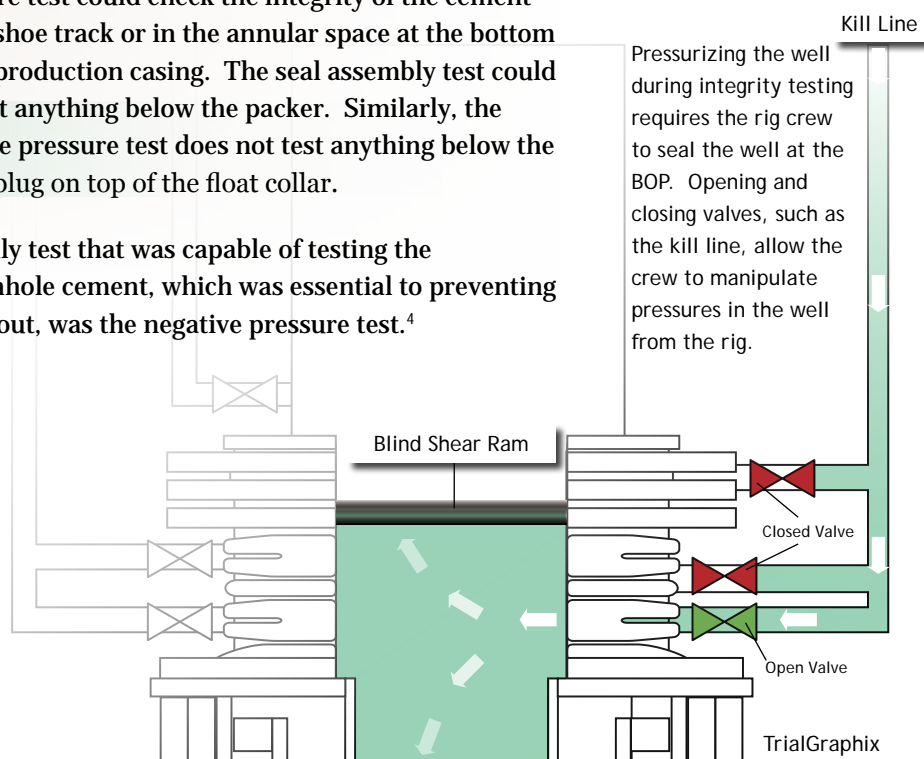 re test could check the integrity of the cement
shoe track or in the annular space at the bottom
production casing. The seal assembly test could
t anything below the packer. Similarly, the
e pressure test does not test anything below the
plug on top of the float collar.
ly test that was capable of testing the
hole cement, which was essential to preventing
out, was the negative pressure test.4
Kill Line
Pressurizing the well
during integrity testing
requires the rig crew
to seal the well at the
BOP. Opening and
closing valves, such as
the kill line, allow the
crew to manipulate
pressures in the well
from the rig.
Blind Shear Ram
Closed Valve
Open Valve
TrialGraphix